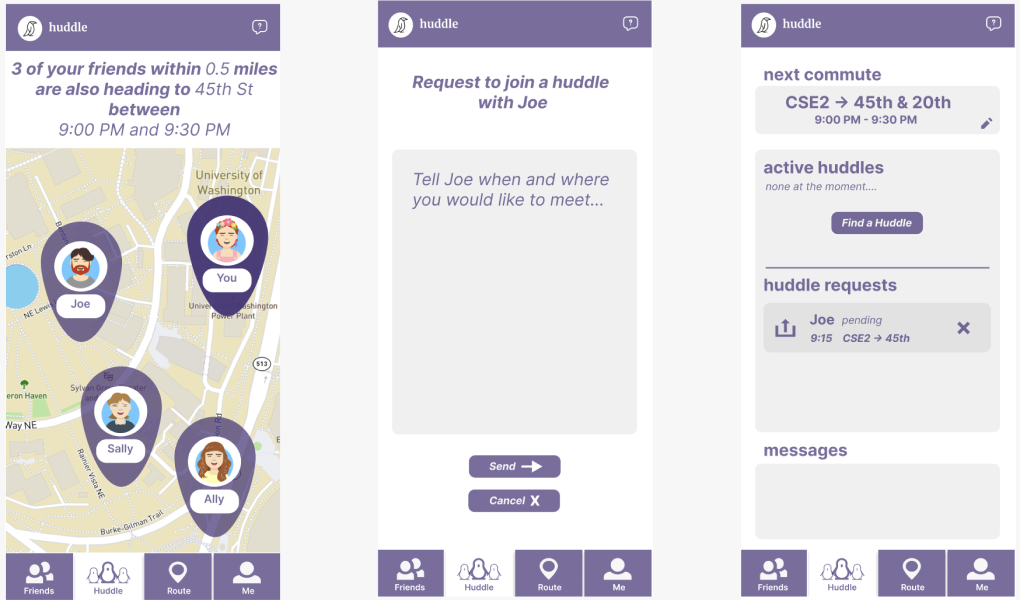 huddle
?
3 of your friends within 0.5 miles
are also heading to 45th St
between
9:00 PM and 9:30 PM
University of
Washington
Joe
You
NE
Power Plant
513
Sylvan
eron Haven
Way NE
Sally
Rainier Vista NE
Ally
Rd
Burke-Gilman Trail
Friends
Huddle
Route
Me
huddle
?
Request to join a huddle
with Joe
Tell Joe when and where
you would like to meet...
Send
Cancel X
Friends
Huddle
Route
Me
huddle
?
next commute
CSE2 → 45th & 20th
9:00 PM - 9:30 PM
active huddles
none at the moment....
Find a Huddle
huddle requests
Joe pending
9:15 CSE2 → 45th
messages
Friends
Huddle
Route
Me